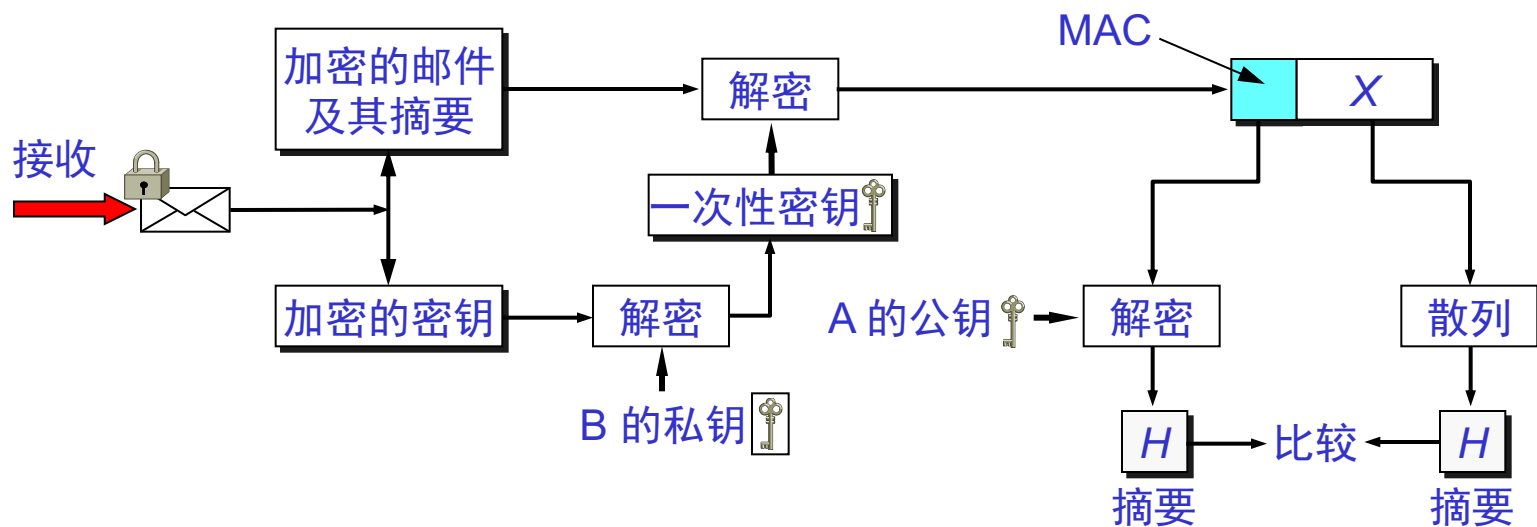 MAC
加密的邮件
及其摘要
解密
X
接收
一次性密钥
加密的密钥
解密
A 的公钥
解密
散列
B 的私钥
H
比较
H
摘要
摘要